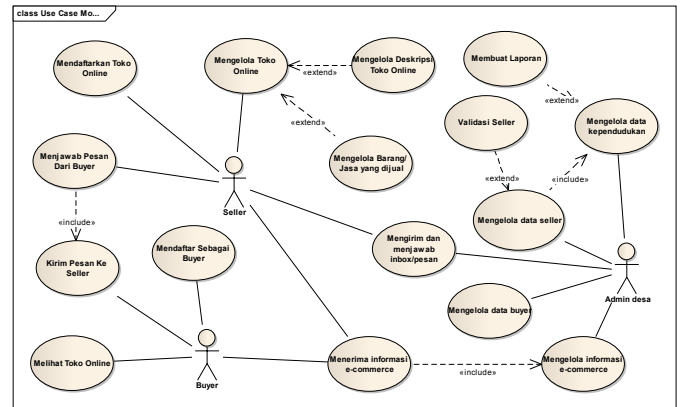 class Use Case Mo...
Mendaftarkan Toko
Online
Mengelola Toko
Online
«extend»
Mengelola Deskripsi
Toko Online
Membuat Laporan
«extend»
Validasi Seller
Mengelola data
kependudukan
«extend»
Mengelola Barang/
Jasa yang dijual
Menjawab Pesan
Dari Buyer
Seller
«extend»
«include»
Mengelola data seller
«include»
Mengirim dan
menjawab
inbox/pesan
Mendaftar Sebagai
Buyer
Kirim Pesan Ke
Seller
Admin desa
Mengelola data buyer
Melihat Toko Online
Buyer
Menerima informasi
e-commerce
«include»
Mengelola informasi
e-commerce